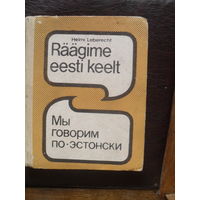 Helmi Leberecht
Räägime
eesti keelt
Мы
говорим
по-эстонски